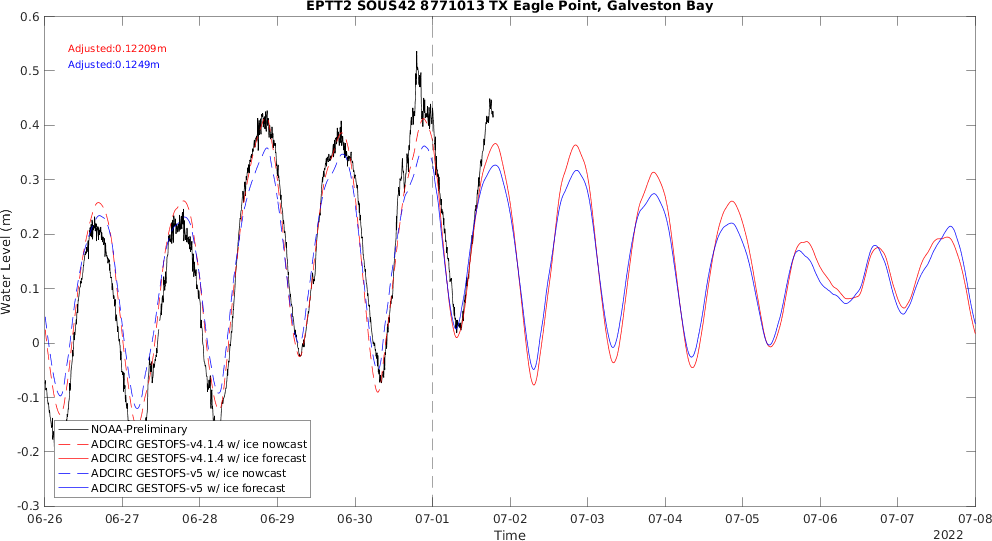 EPTT2 SOUS42 8771013 TX Eagle Point, Galveston Bay
Adjusted:0.12209m
Adjusted:0.1249m
Water Level (m)
0.6
0.5
0.4
0.3
0.2
0.1
0
-0.1
-0.2
-0.3
NOAA-Preliminary
ADCIRC GESTOFS-v4.1.4 w/ ice nowcast
ADCIRC GESTOFS-v4.1.4 w/ ice forecast
ADCIRC GESTOFS-v5 w/ ice nowcast
ADCIRC GESTOFS-v5 w/ ice forecast
06-26 06-27 06-28 06-29 06-30 07-01 07-02 07-03 07-04 07-05 07-06 07-07 07-08
Time
2022